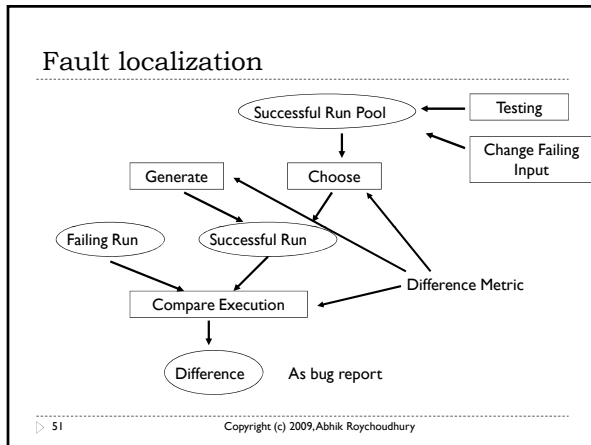 Fault localization
Successful Run Pool
Testing
Change Failing
Input
Generate
Choose
Failing Run
Successful Run
Difference Metric
Compare Execution
Difference
As bug report
51
Copyright (c) 2009, Abhik Roychoudhury